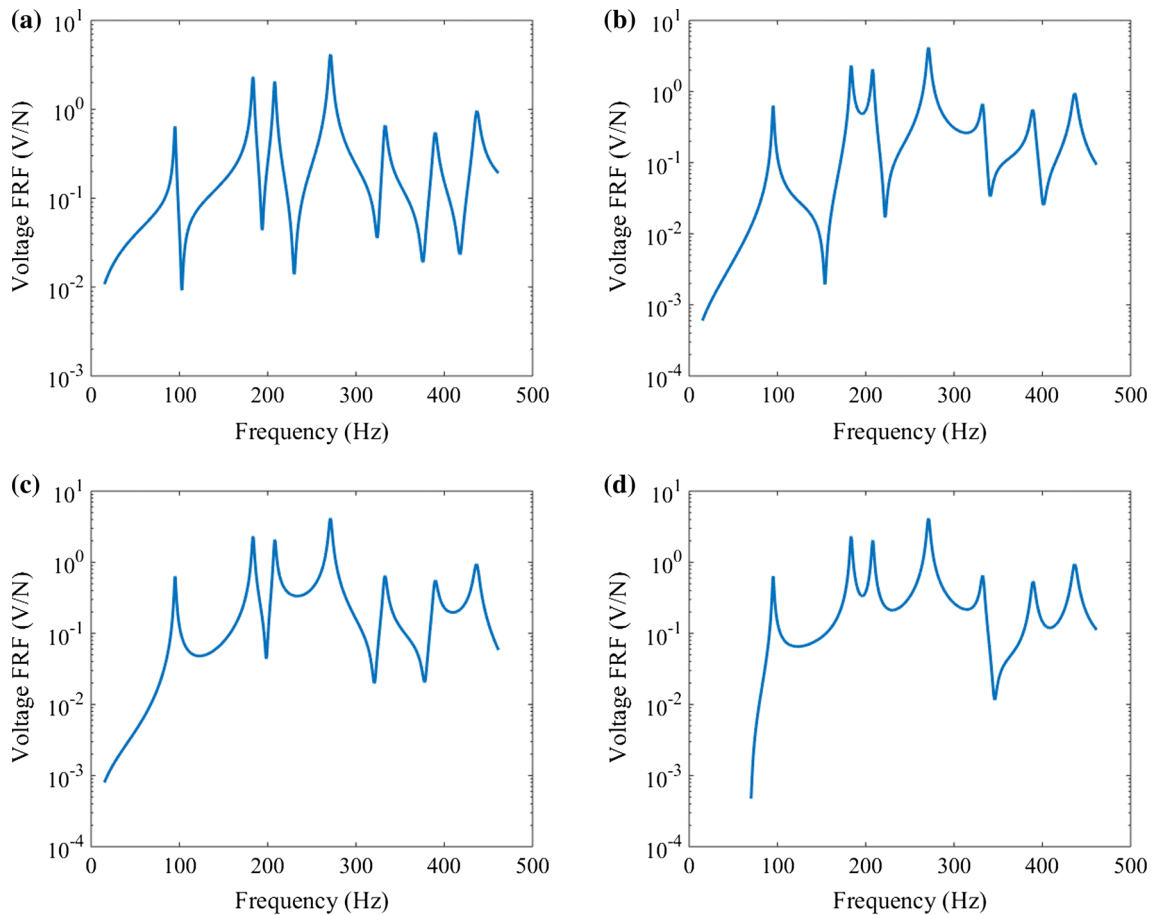 (a)
10^1
10^0
10^-1
10^-2
10^-3
Voltage FRF (V/N)
0 100 200 300 400 500
Frequency (Hz)
(b)
10^1
10^0
10^-1
10^-2
10^-3
10^-4
Voltage FRF (V/N)
0 100 200 300 400 500
Frequency (Hz)
(c)
10^1
10^0
10^-1
10^-2
10^-3
10^-4
Voltage FRF (V/N)
0 100 200 300 400 500
Frequency (Hz)
(d)
10^1
10^0
10^-1
10^-2
10^-3
10^-4
Voltage FRF (V/N)
0 100 200 300 400 500
Frequency (Hz)